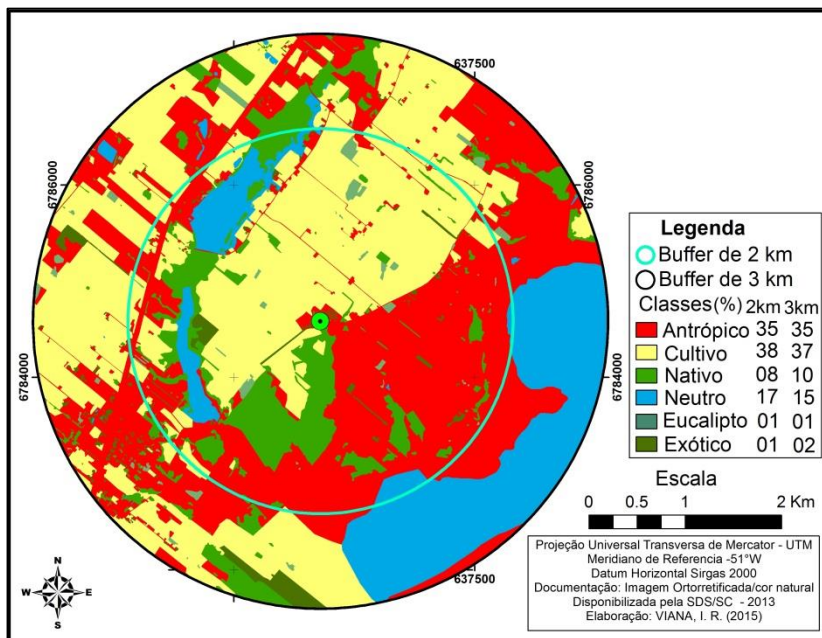 637500
6786000
6786000
6784000
6784000
637500
N
W E
S
Legenda
Buffer de 2 km
Buffer de 3 km
Classes(%) 2km 3km
Antrópico 35 35
Cultivo 38 37
Nativo 08 10
Neutro 17 15
Eucalipto 01 01
Exótico 01 02
Escala
0 0.5 1 2 Km
Projeção Universal Transversa de Mercator - UTM
Meridiano de Referencia -51°W
Datum Horizontal Sirgas 2000
Documentação: Imagem Ortorretificada/cor natural
Disponibilizada pela SDS/SC - 2013
Elaboração: VIANA, I. R. (2015)